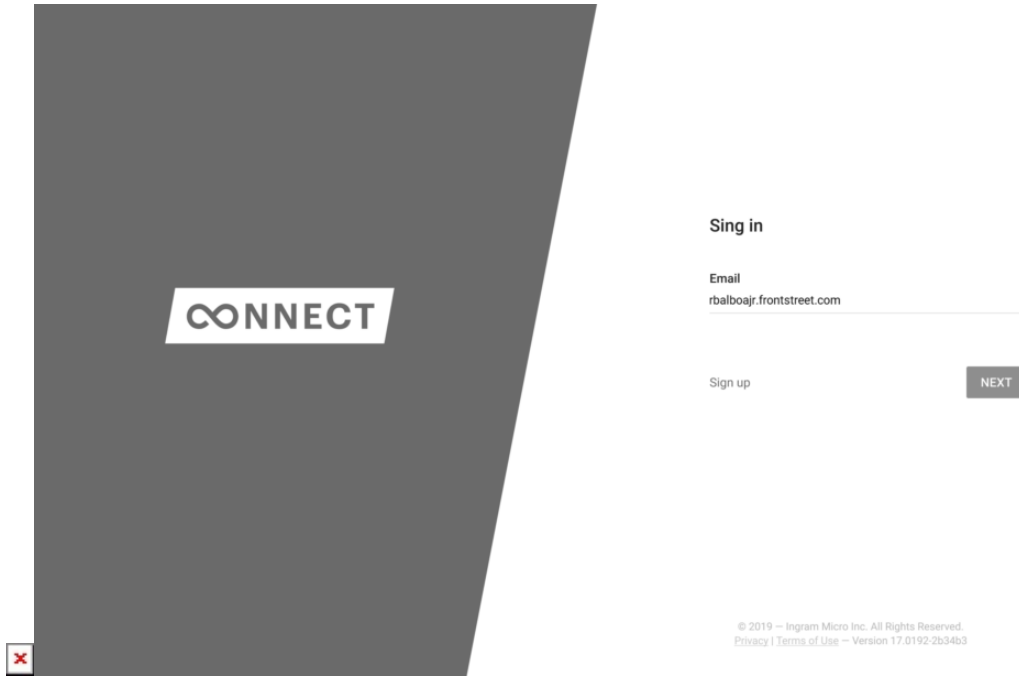 CONNECT
Sing in
Email
rbalboajr.frontstreet.com
Sign up
NEXT
© 2019 — Ingram Micro Inc. All Rights Reserved.
Privacy | Terms of Use — Version 17.0192-2b34b3